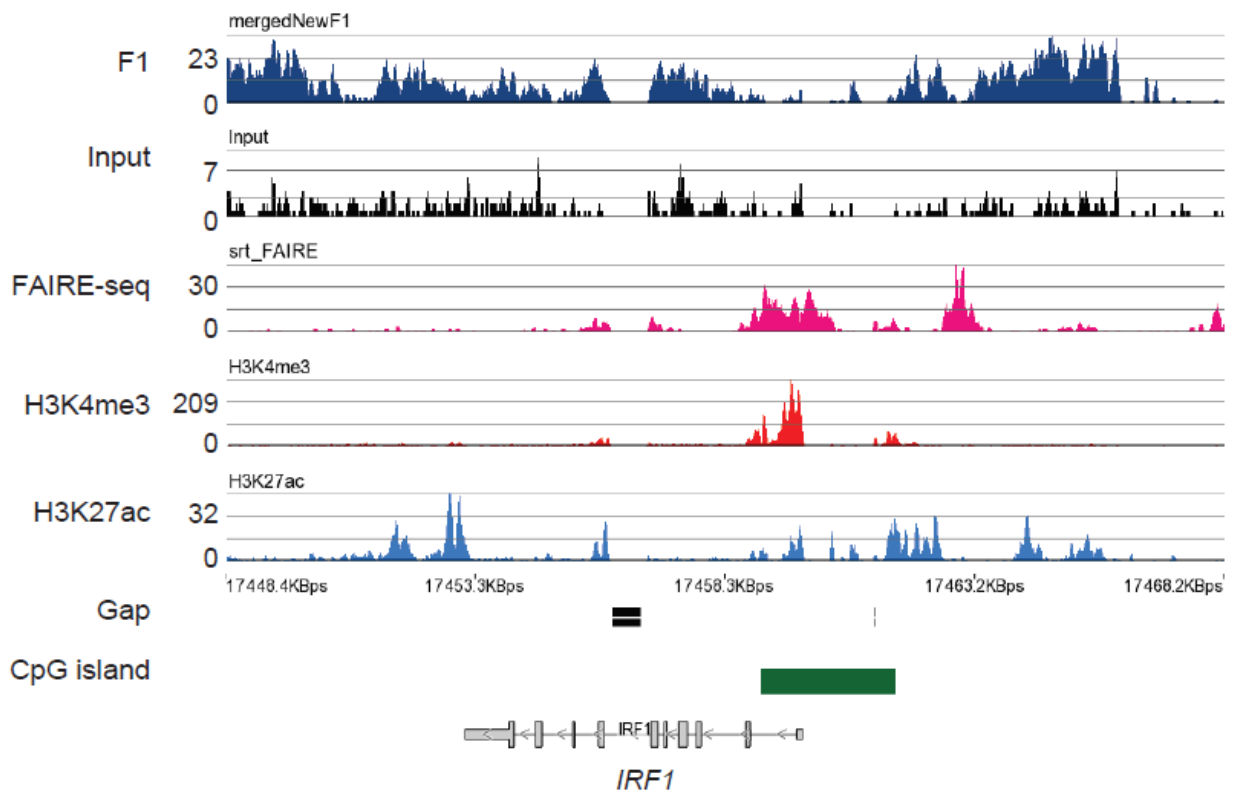 mergedNewF1
F1 23
0
Input
Input 7
0
srt_FAIRE
FAIRE-seq 30
0
H3K4me3
H3K4me3 209
0
H3K27ac
H3K27ac 32
0
17448.4KBps 17453.3KBps 17458.3KBps 17463.2KBps 17468.2KBps
Gap
CpG island
IRF1
IRF1